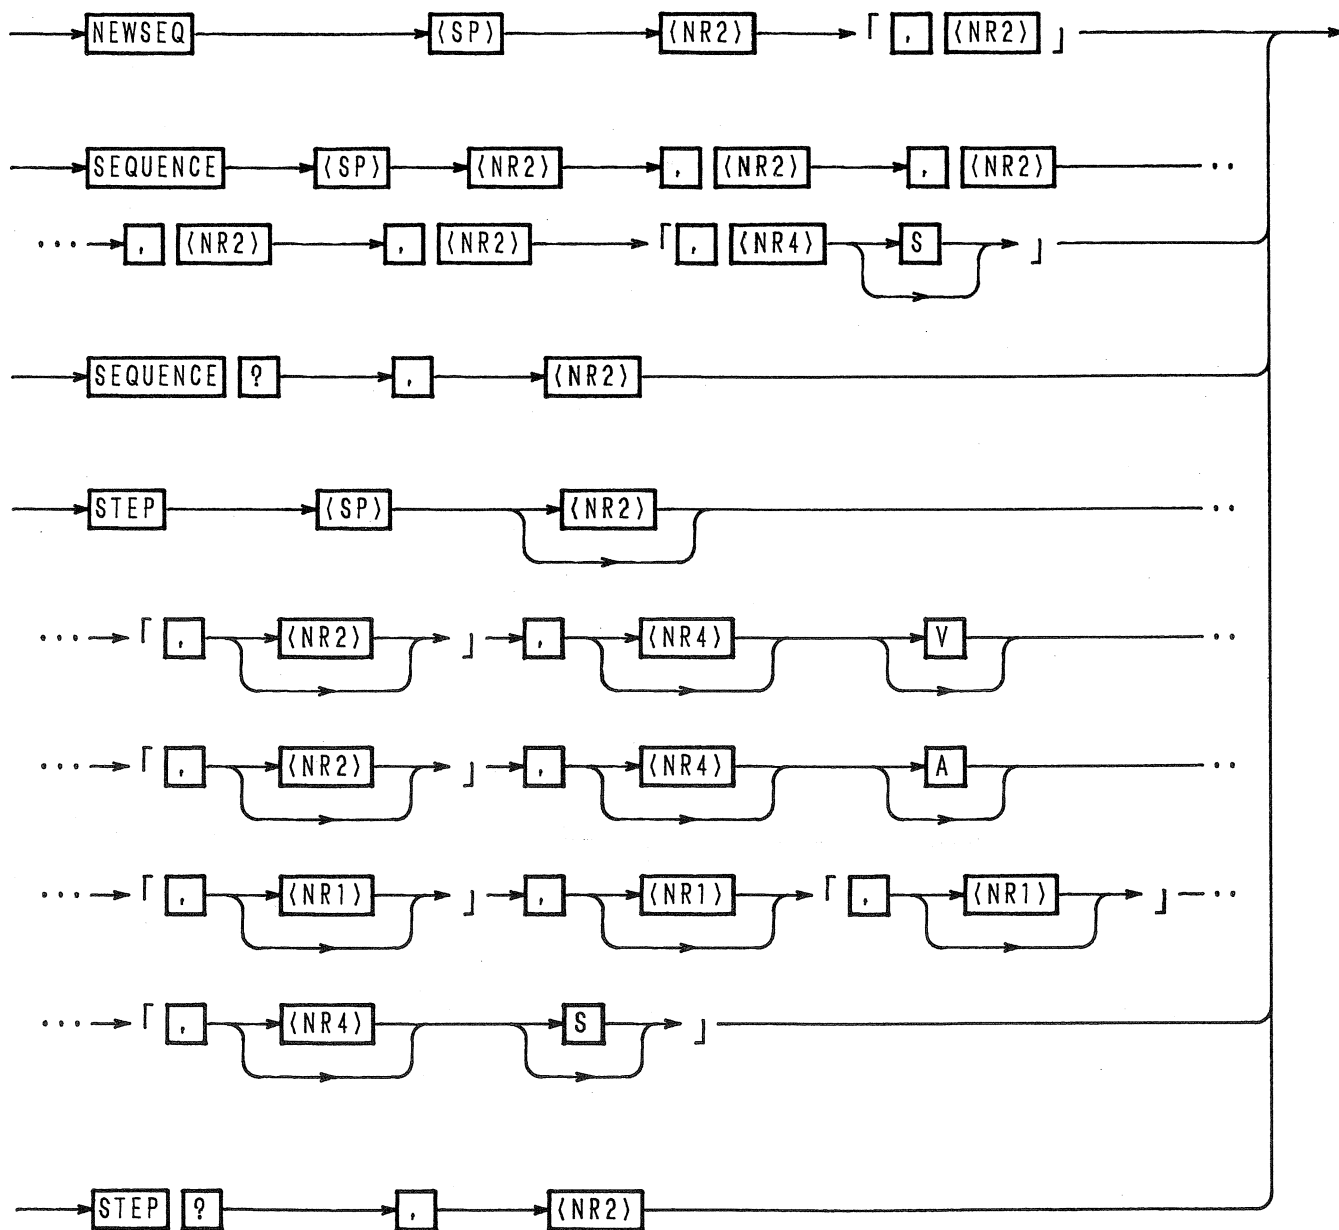 NEWSEQ ⟨SP⟩ ⟨NR2⟩ 「 , ⟨NR2⟩ 」
SEQUENCE ⟨SP⟩ ⟨NR2⟩ , ⟨NR2⟩ , ⟨NR2⟩ ··
··· , ⟨NR2⟩ , ⟨NR2⟩ 「 , ⟨NR4⟩ S 」
SEQUENCE ? , ⟨NR2⟩
STEP ⟨SP⟩ ⟨NR2⟩ ··
··· 「 , ⟨NR2⟩ 」 , ⟨NR4⟩ V ··
··· 「 , ⟨NR2⟩ 」 , ⟨NR4⟩ A ··
··· 「 , ⟨NR1⟩ 」 , ⟨NR1⟩ 「 , ⟨NR1⟩ 」 ··
··· 「 , ⟨NR4⟩ S 」
STEP ? , ⟨NR2⟩